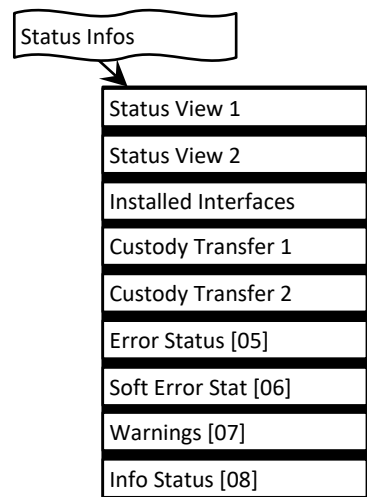 Status Infos
Status View 1
Status View 2
Installed Interfaces
Custody Transfer 1
Custody Transfer 2
Error Status [05]
Soft Error Stat [06]
Warnings [07]
Info Status [08]